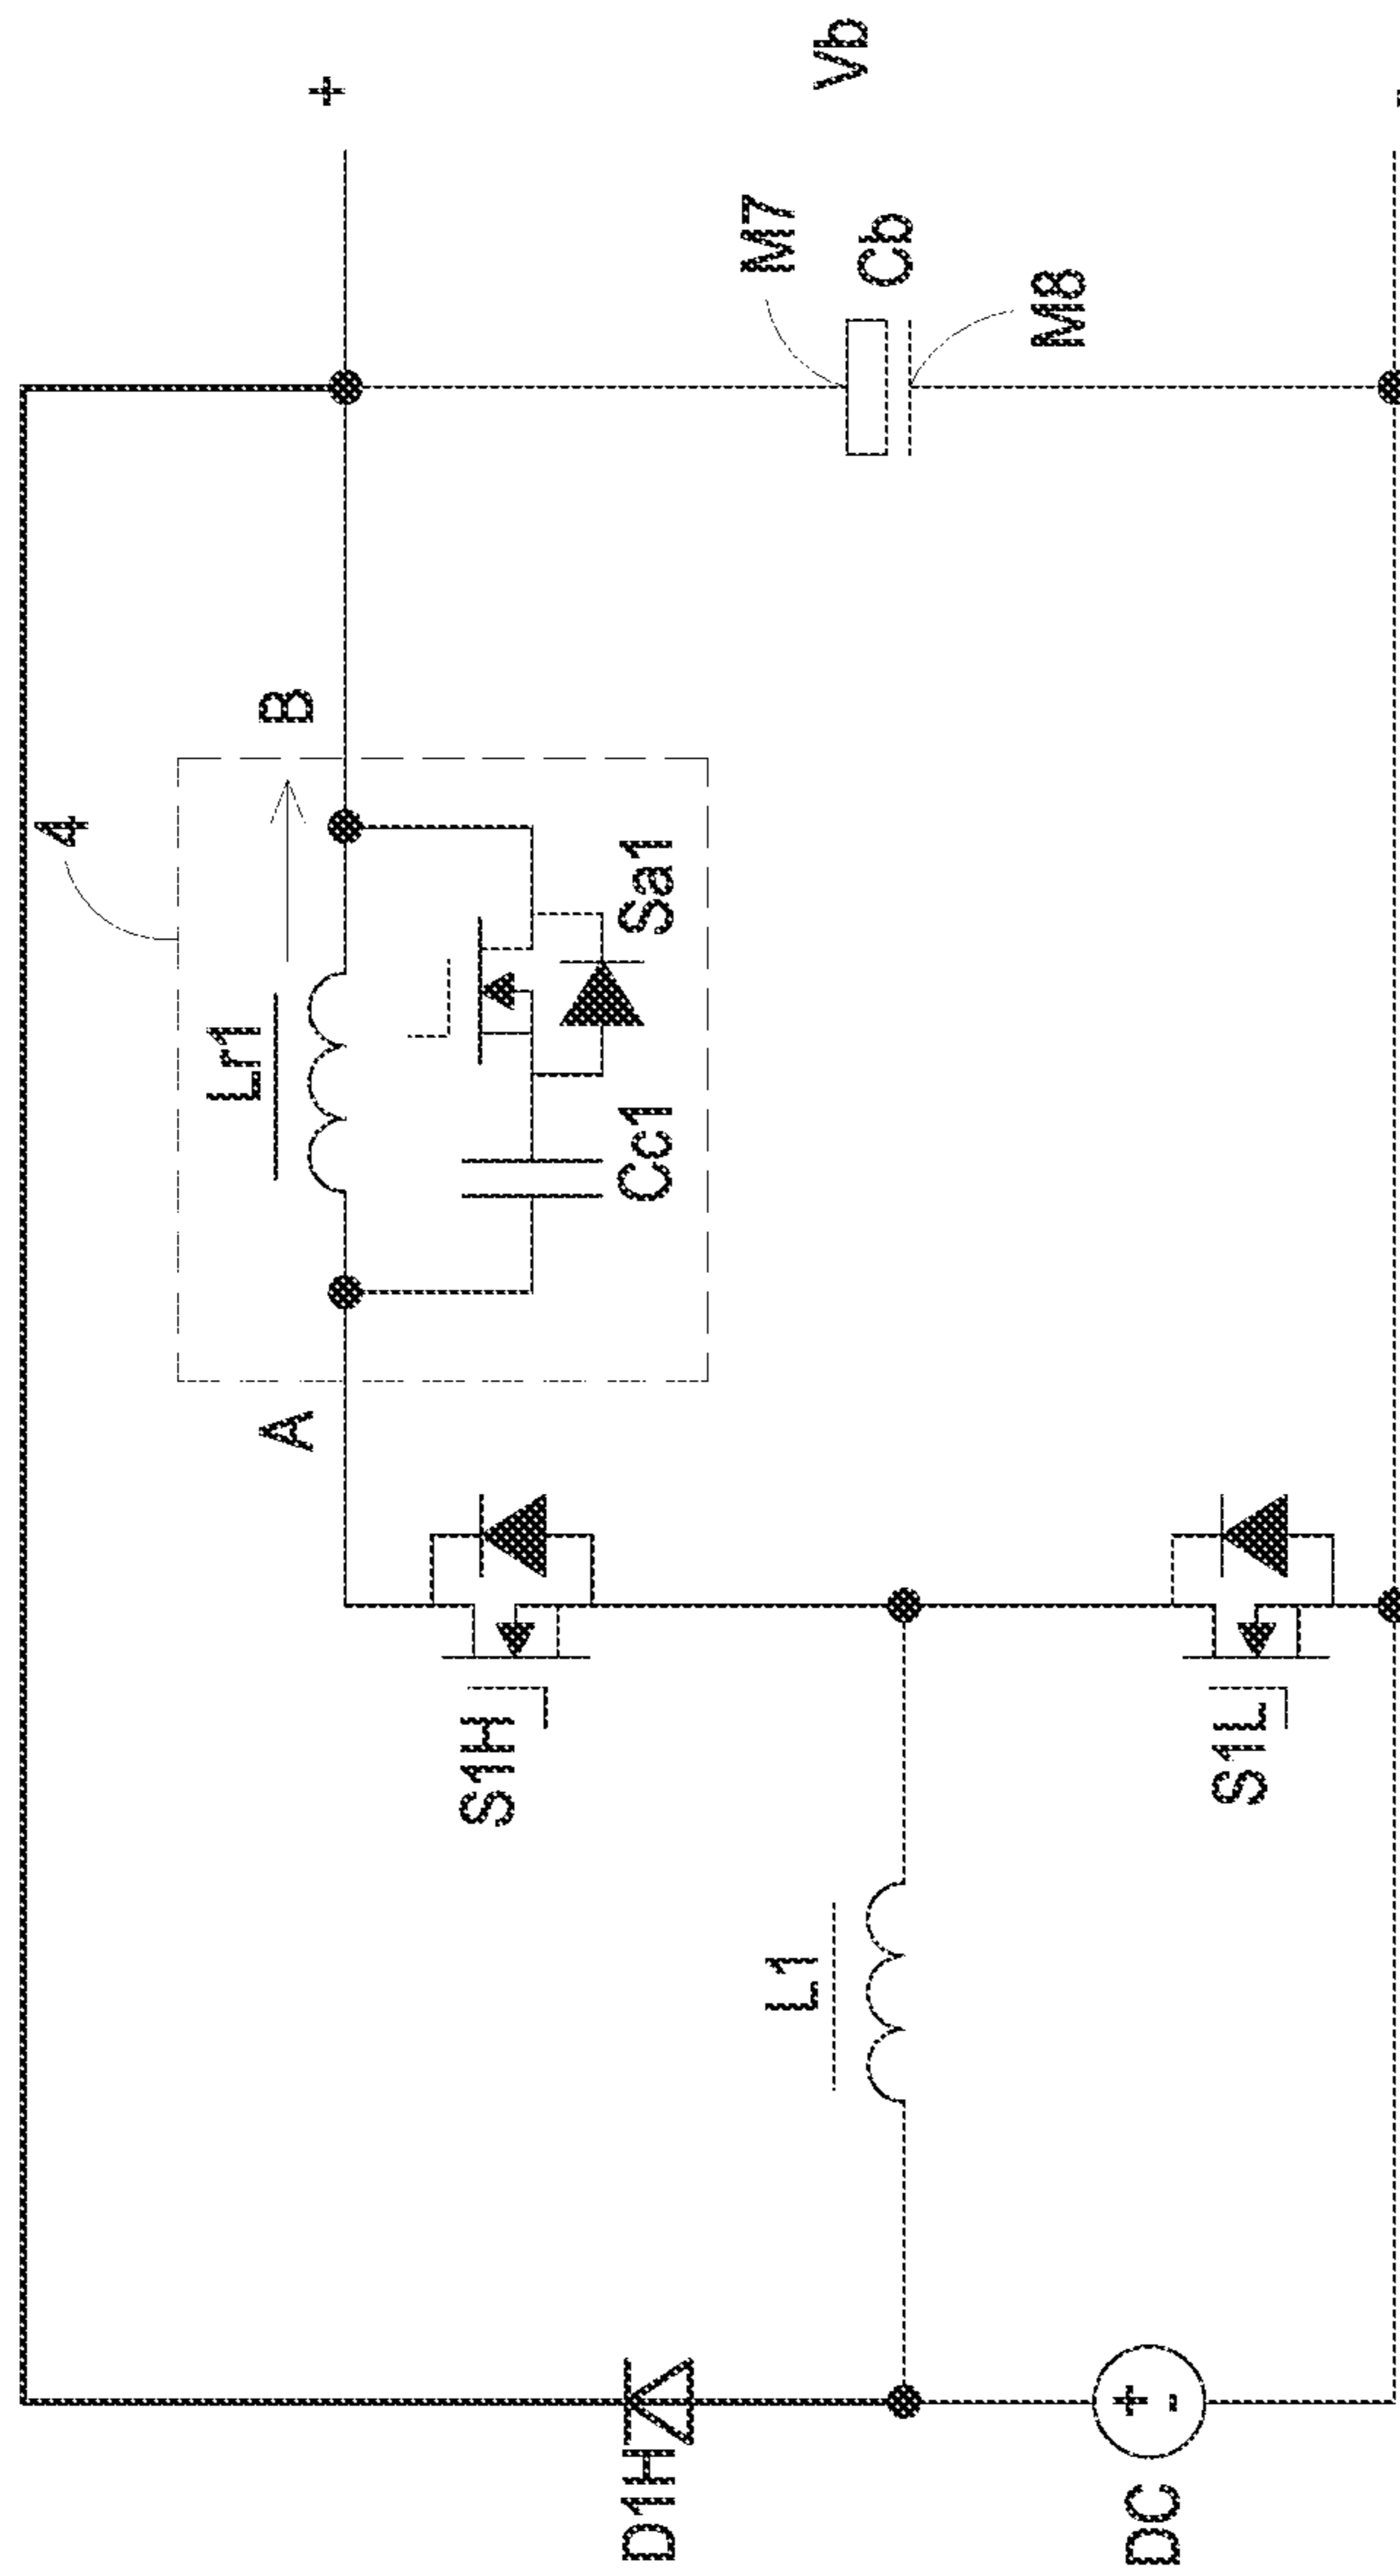 4
+
Lr1
B
A
Cc1
Sa1
D1H
S1H
M7
Vb
L1
Cb
M8
DC
+
-
S1L
-